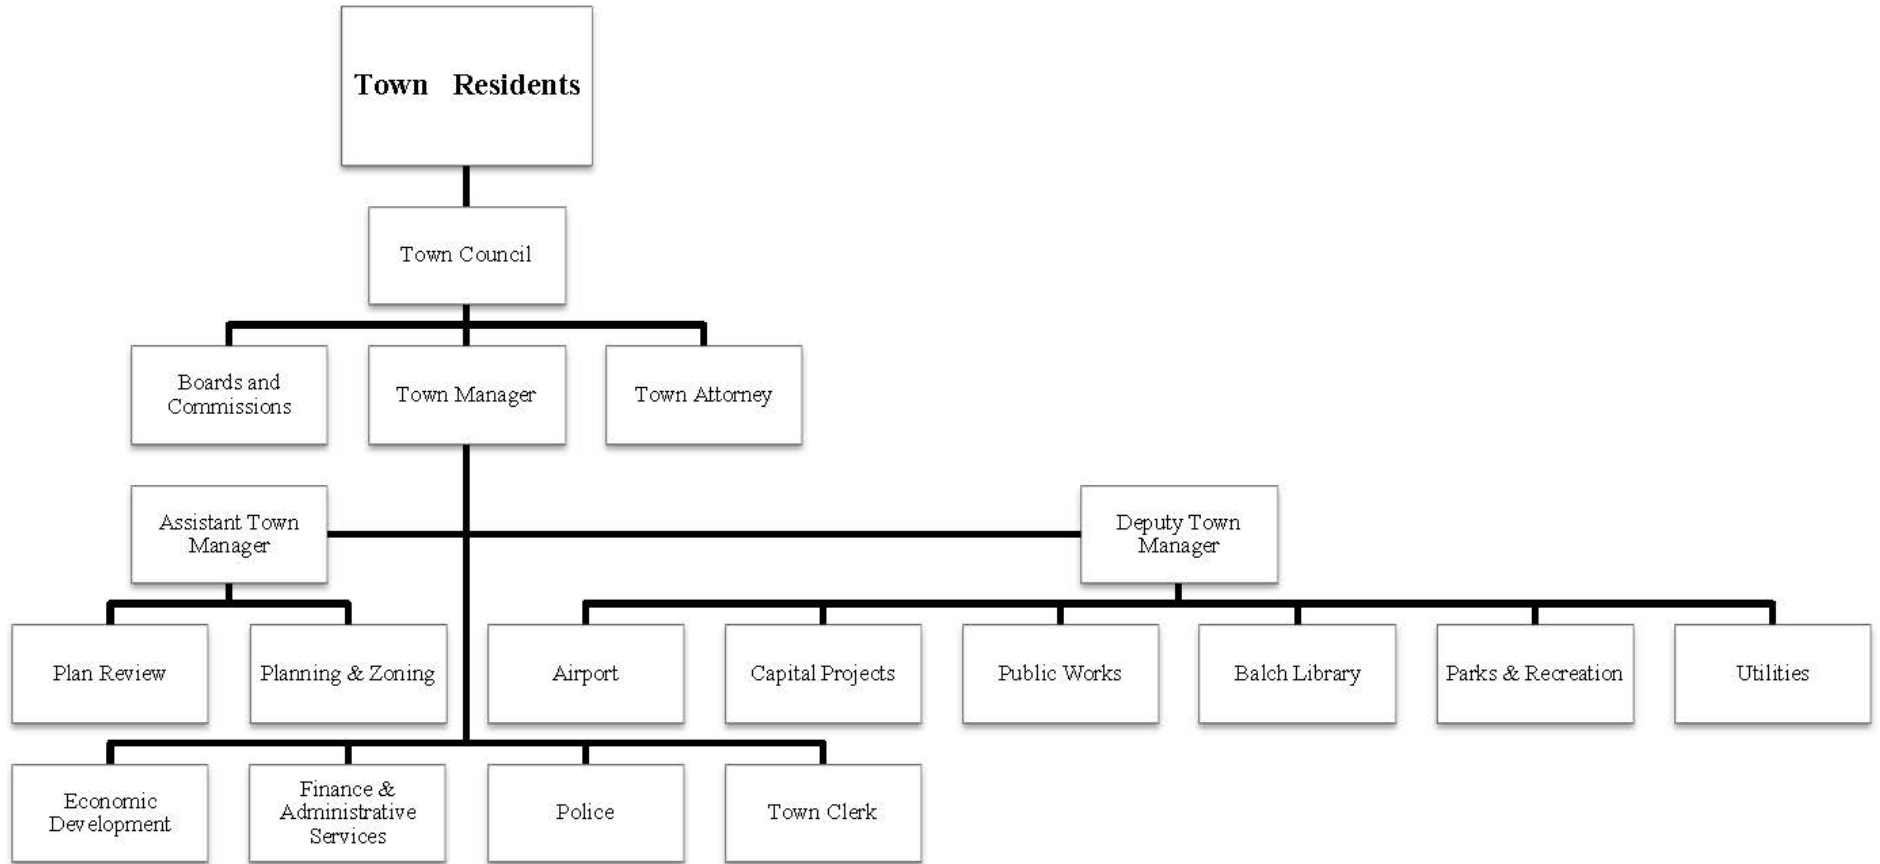 Town Residents
Town Council
Boards and
Commissions
Town Manager
Town Attorney
Assistant Town
Manager
Deputy Town
Manager
Plan Review
Planning & Zoning
Airport
Capital Projects
Public Works
Balch Library
Parks & Recreation
Utilities
Economic
Development
Finance &
Administrative
Services
Police
Town Clerk